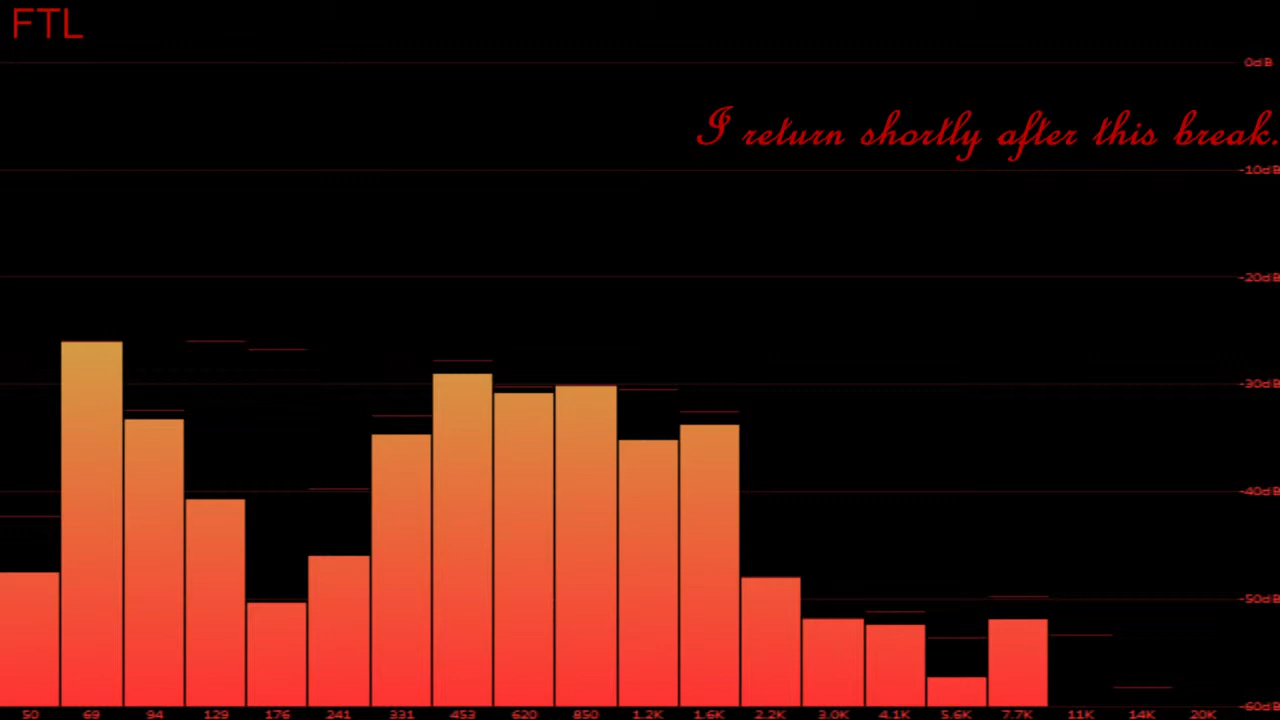 FTL
0dB
I return shortly after this break.
-10dB
-20dB
-30dB
-40dB
-50dB
-60dB
50 69 94 129 176 241 331 453 620 850 1.2K 1.6K 2.2K 3.0K 4.1K 5.6K 7.7K 11K 14K 20K